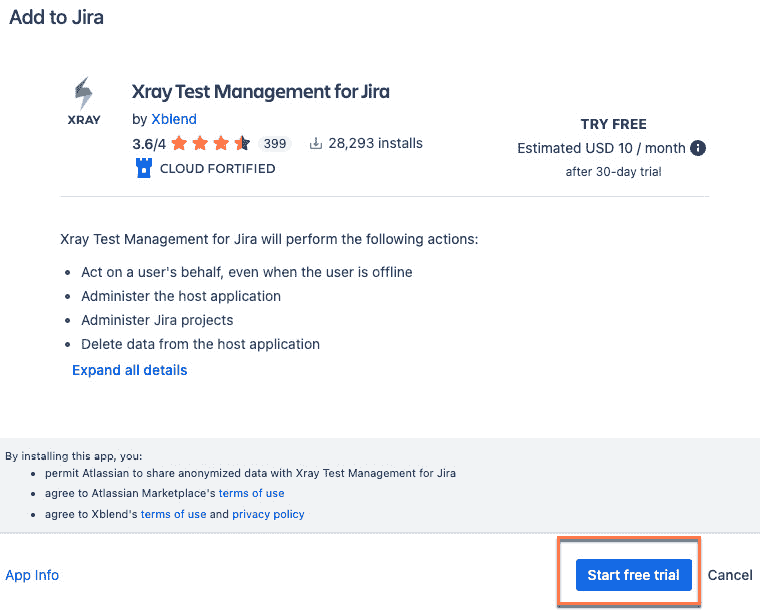 Add to Jira
XRAY
Xray Test Management for Jira
by Xblend
3.6/4 399 28,293 installs
CLOUD FORTIFIED
TRY FREE
Estimated USD 10 / month
after 30-day trial
Xray Test Management for Jira will perform the following actions:
• Act on a user's behalf, even when the user is offline
• Administer the host application
• Administer Jira projects
• Delete data from the host application
Expand all details
By installing this app, you:
• permit Atlassian to share anonymized data with Xray Test Management for Jira
• agree to Atlassian Marketplace's terms of use
• agree to Xblend's terms of use and privacy policy
App Info
Start free trial
Cancel